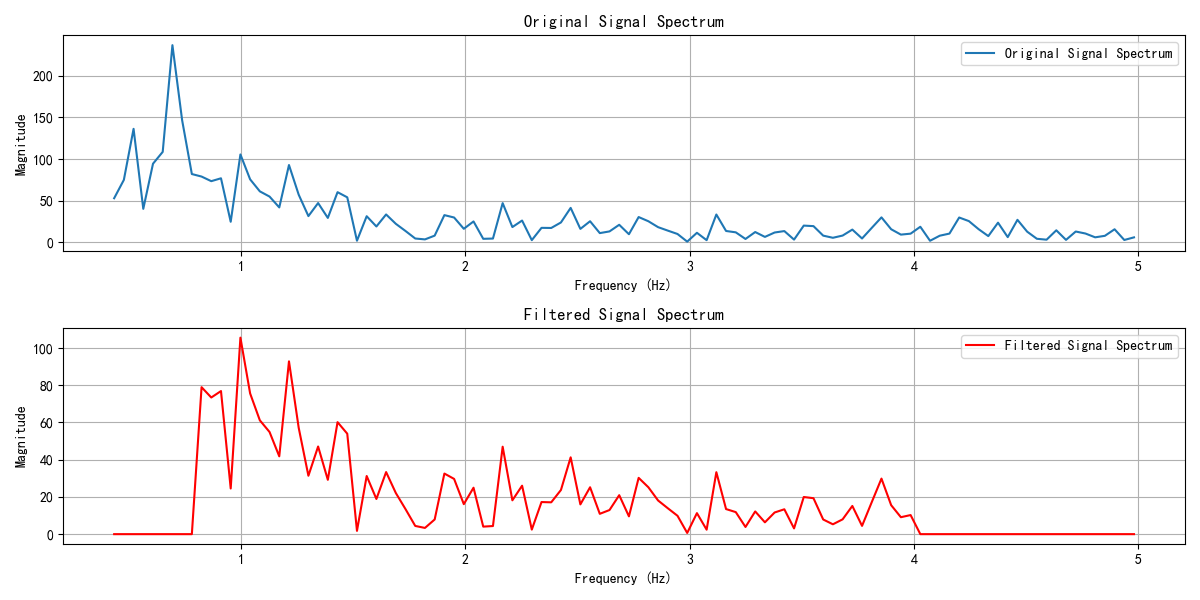 Original Signal Spectrum
Original Signal Spectrum
Magnitude
200
150
100
50
0
1 2 3 4 5
Frequency (Hz)
Filtered Signal Spectrum
Filtered Signal Spectrum
Magnitude
100
80
60
40
20
0
1 2 3 4 5
Frequency (Hz)